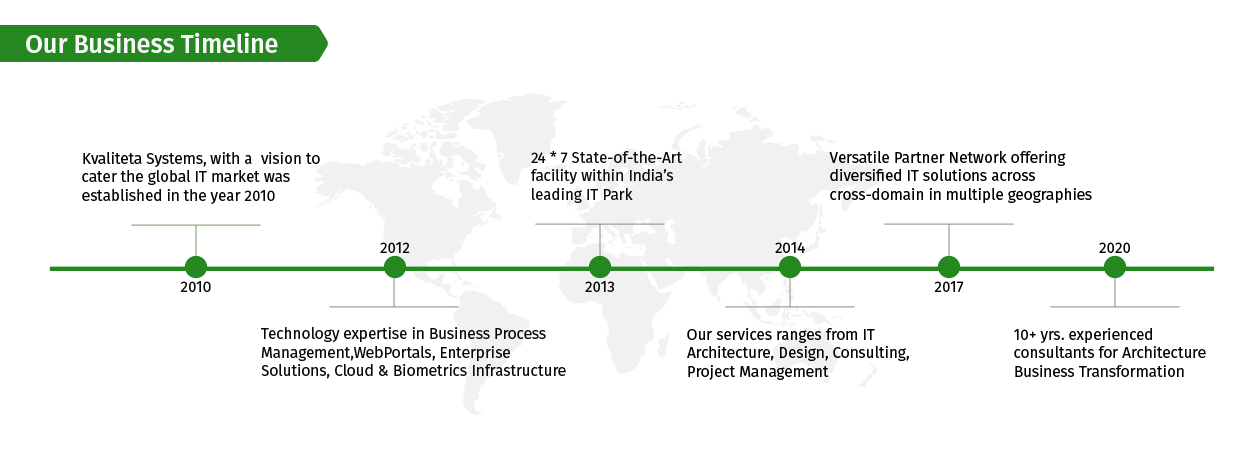 Our Business Timeline
Kvaliteta Systems, with a  vision to
cater the global IT market was
established in the year 2010
2010
2012
Technology expertise in Business Process
Management,WebPortals, Enterprise
Solutions, Cloud & Biometrics Infrastructure
24 * 7 State-of-the-Art
facility within India's
leading IT Park
2013
2014
Our services ranges from IT
Architecture, Design, Consulting,
Project Management
Versatile Partner Network offering
diversified IT solutions across
cross-domain in multiple geographies
2017
2020
10+ yrs. experienced
consultants for Architecture
Business Transformation